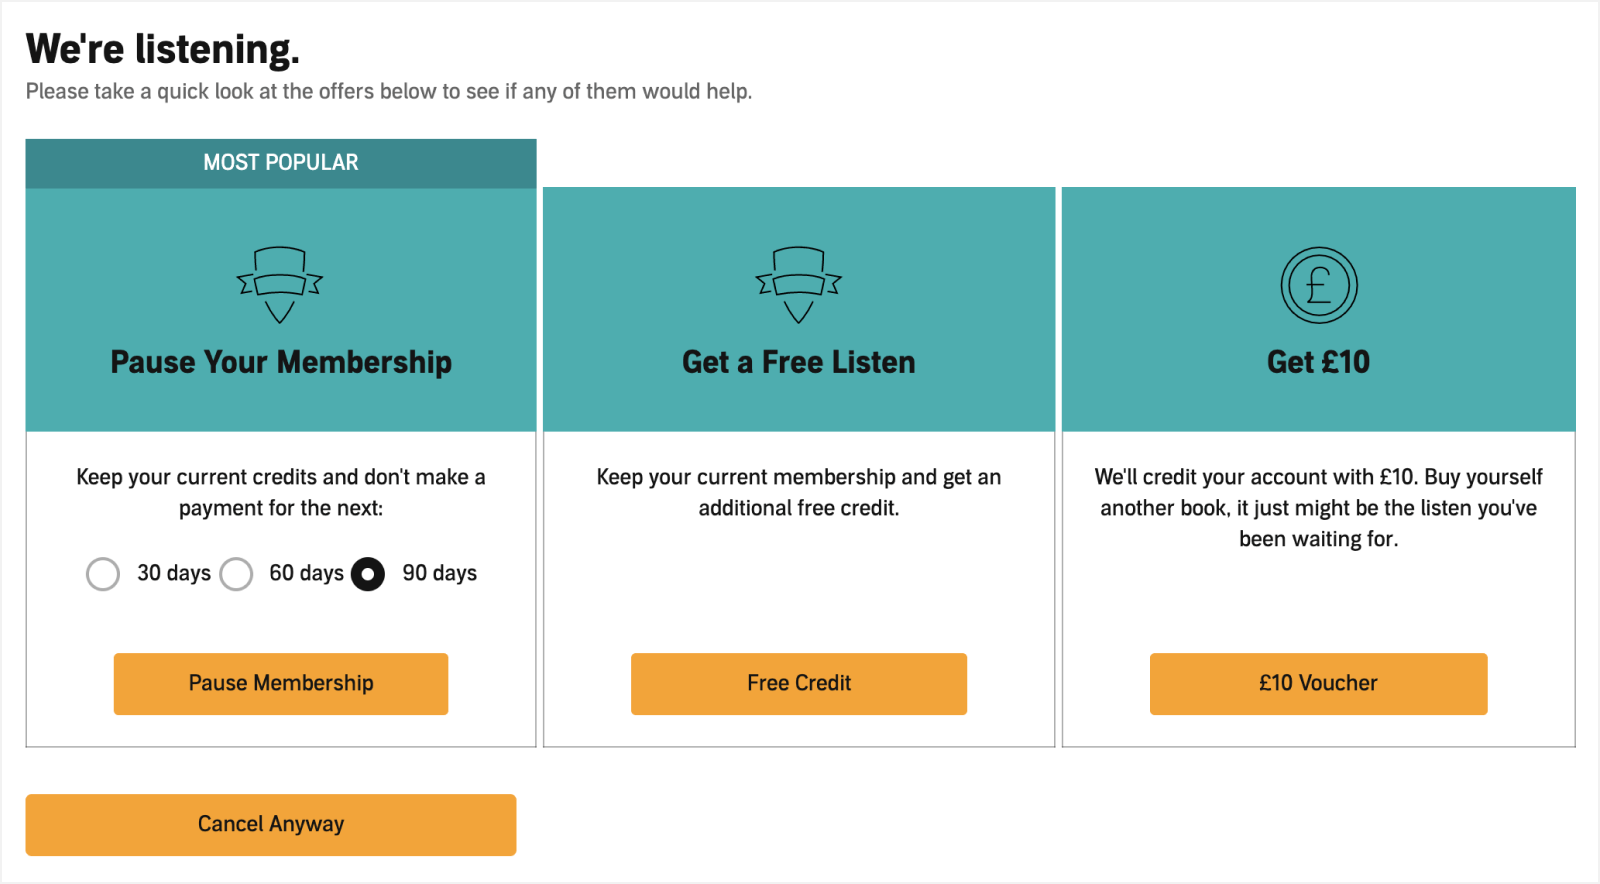 We're listening.
Please take a quick look at the offers below to see if any of them would help.
MOST POPULAR
Pause Your Membership
Keep your current credits and don't make a
payment for the next:
30 days 60 days 90 days
Pause Membership
Get a Free Listen
Keep your current membership and get an
additional free credit.
Free Credit
£
Get £10
We'll credit your account with £10. Buy yourself
another book, it just might be the listen you've
been waiting for.
£10 Voucher
Cancel Anyway